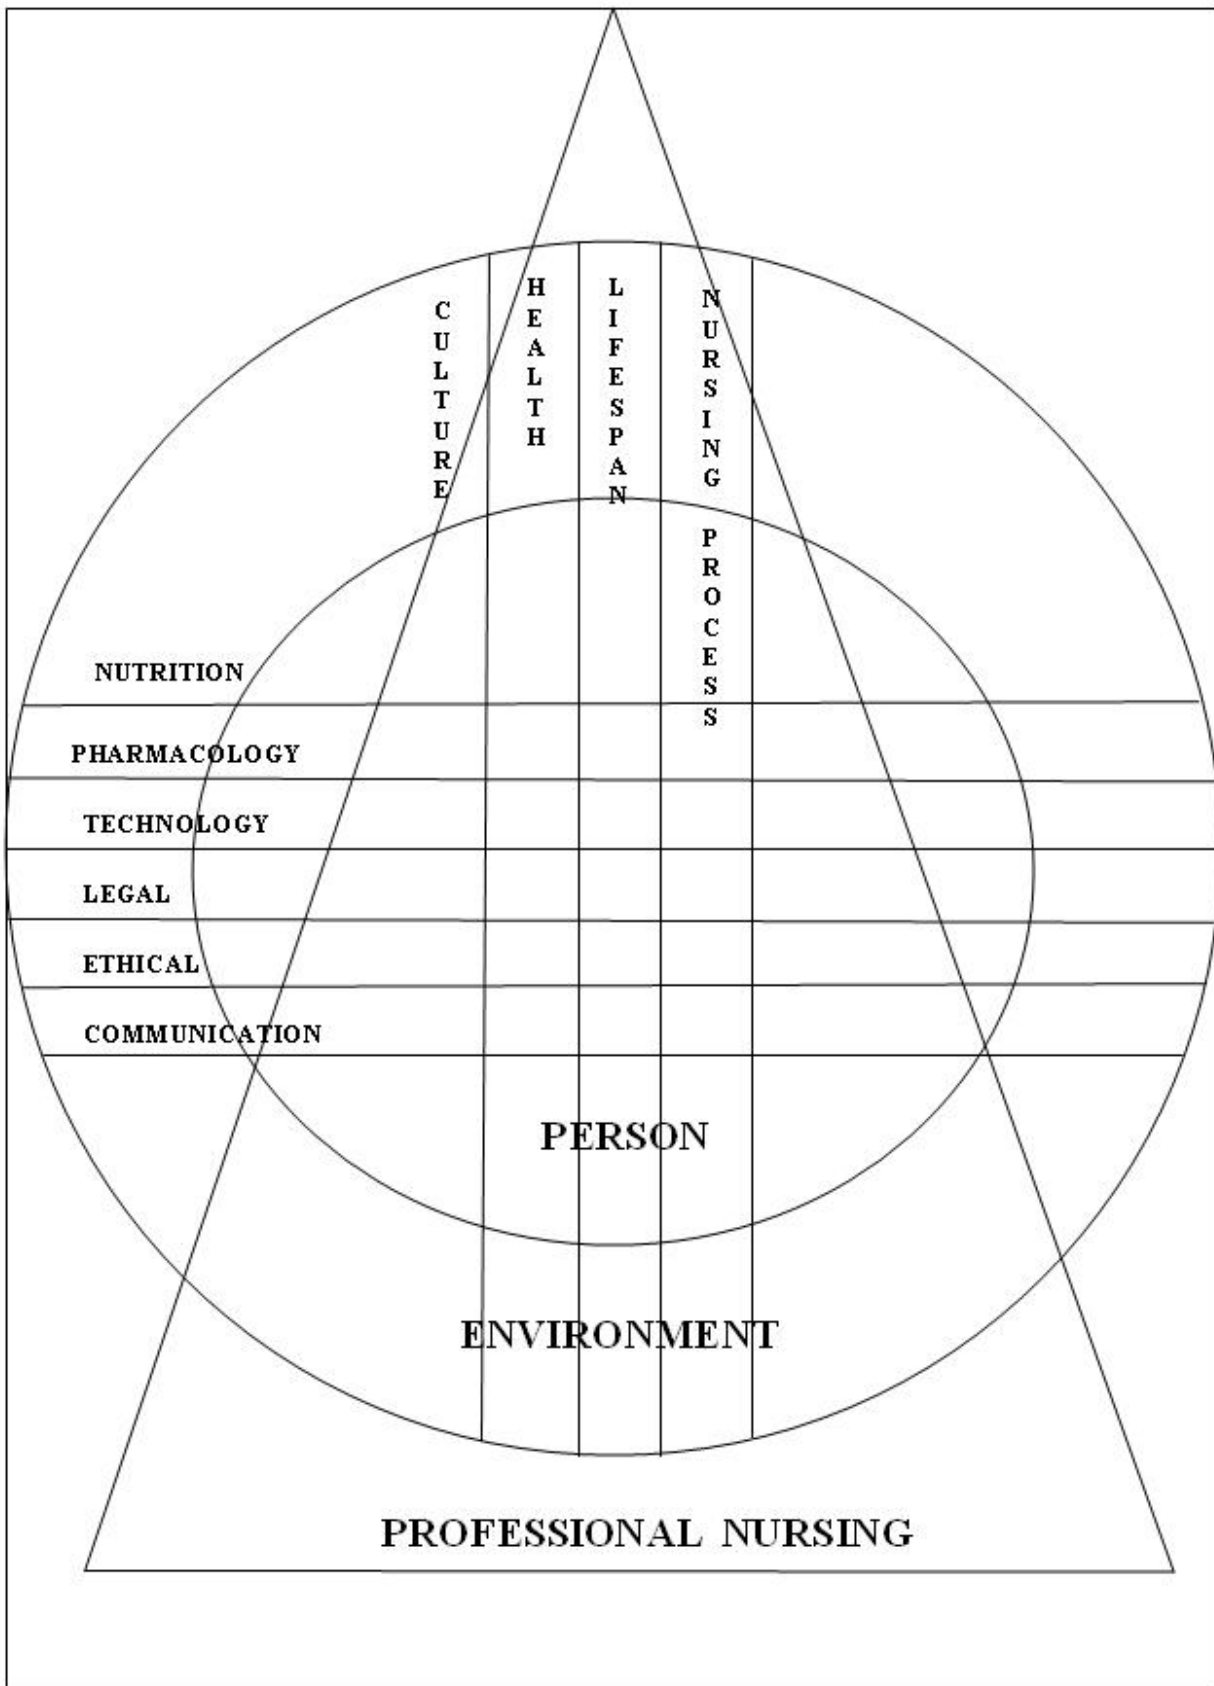 CULTURE
HEALTH
LIFESPAN
NURSING PROCESS
NUTRITION
PHARMACOLOGY
TECHNOLOGY
LEGAL
ETHICAL
COMMUNICATION
PERSON
ENVIRONMENT
PROFESSIONAL NURSING